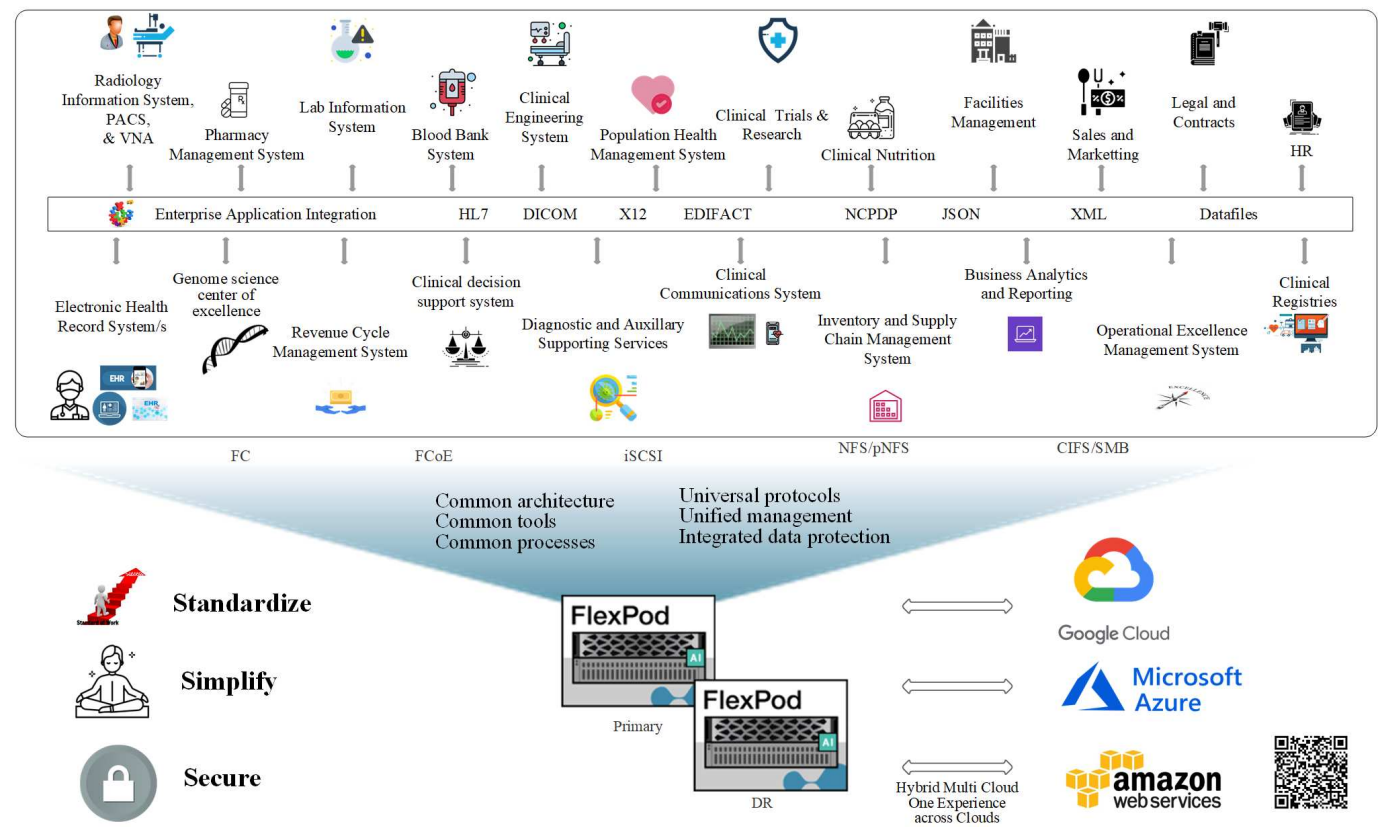 Radiology
Information System,
PACS,
& VNA
Pharmacy
Management System
Lab Information
System
Blood Bank
System
Clinical
Engineering
System
Population Health
Management System
Clinical Trials &
Research
Clinical Nutrition
Facilities
Management
Sales and
Marketting
Legal and
Contracts
HR
Enterprise Application Integration HL7 DICOM X12 EDIFACT NCPDP JSON XML Datafiles
Electronic Health
Record System/s
EHR
EHR
Genome science
center of
excellence
Revenue Cycle
Management System
Clinical decision
support system
Diagnostic and Auxillary
Supporting Services
Clinical
Communications System
Inventory and Supply
Chain Management
System
Business Analytics
and Reporting
Operational Excellence
Management System
EXCELLENCE
Clinical
Registries
FC FCoE iSCSI NFS/pNFS CIFS/SMB
Common architecture
Common tools
Common processes
Universal protocols
Unified management
Integrated data protection
Standardize
Simplify
Secure
FlexPod
AI
Primary
FlexPod
AI
DR
Google Cloud
Microsoft
Azure
amazon
web services
Hybrid Multi Cloud
One Experience
across Clouds